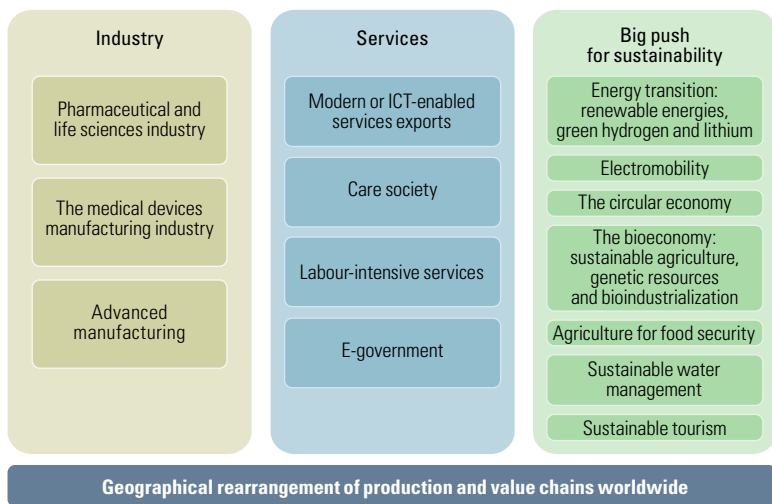 Industry
Pharmaceutical and
life sciences industry
The medical devices
manufacturing industry
Advanced
manufacturing
Services
Modern or ICT-enabled
services exports
Care society
Labour-intensive services
E-government
Big push
for sustainability
Energy transition:
renewable energies,
green hydrogen and lithium
Electromobility
The circular economy
The bioeconomy:
sustainable agriculture,
genetic resources
and bioindustrialization
Agriculture for food security
Sustainable water
management
Sustainable tourism
Geographical rearrangement of production and value chains worldwide